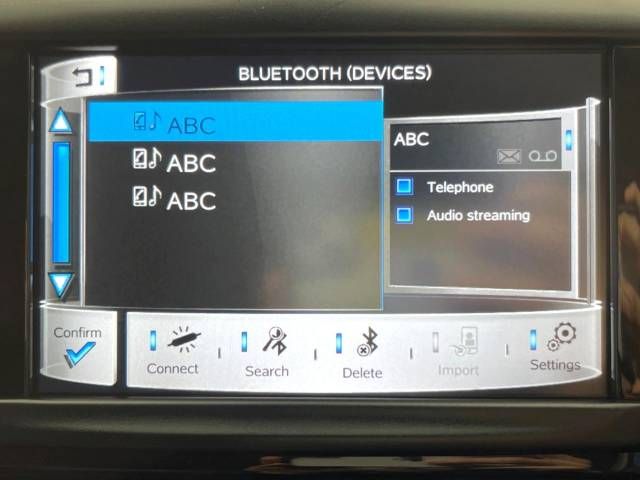 BLUETOOTH (DEVICES)
ABC
ABC
ABC
ABC
Telephone
Audio streaming
Confirm
Connect
Search
Delete
Import
Settings